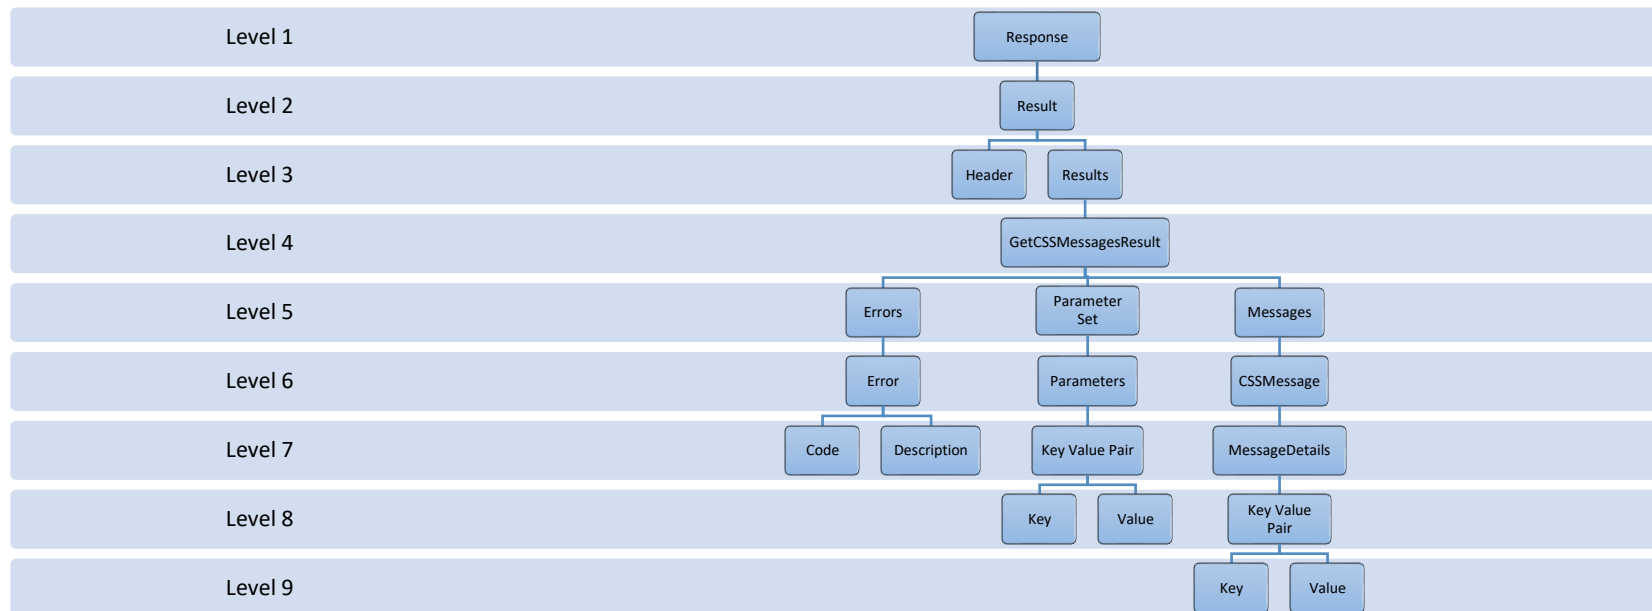 Level 1
Response
Level 2
Result
Level 3
Header
Results
Level 4
GetCSSMessagesResult
Level 5
Errors
Parameter
Set
Messages
Level 6
Error
Parameters
CSSMessage
Level 7
Code
Description
Key Value Pair
MessageDetails
Level 8
Key
Value
Key Value
Pair
Level 9
Key
Value